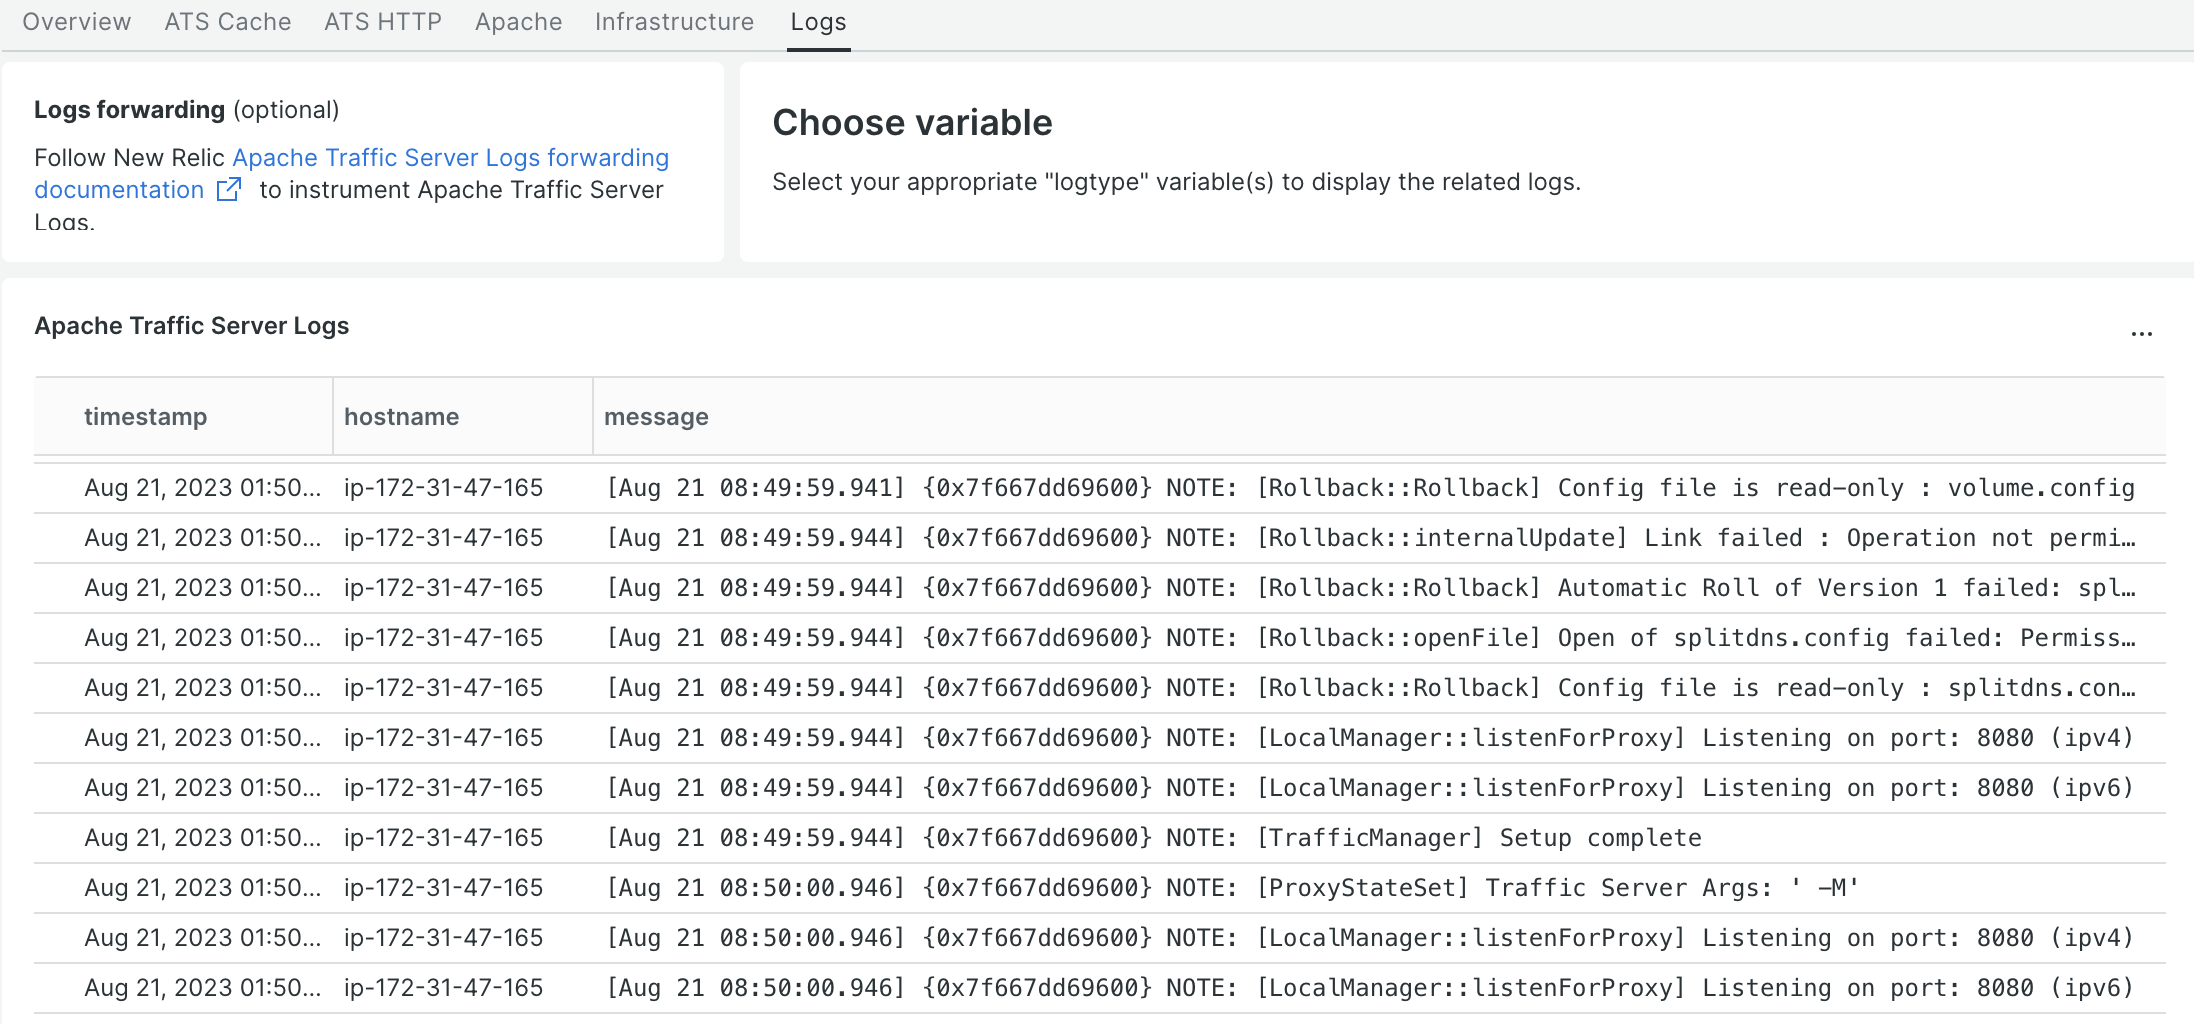 Overview ATS Cache ATS HTTP Apache Infrastructure Logs
Logs forwarding (optional)
Follow New Relic Apache Traffic Server Logs forwarding
documentation to instrument Apache Traffic Server
Logs.
Choose variable
Select your appropriate "logtype" variable(s) to display the related logs.
Apache Traffic Server Logs
...
timestamp hostname message
Aug 21, 2023 01:50... ip-172-31-47-165 [Aug 21 08:49:59.941] {0x7f667dd69600} NOTE: [Rollback::Rollback] Config file is read-only : volume.config
Aug 21, 2023 01:50... ip-172-31-47-165 [Aug 21 08:49:59.944] {0x7f667dd69600} NOTE: [Rollback::internalUpdate] Link failed : Operation not permi…
Aug 21, 2023 01:50... ip-172-31-47-165 [Aug 21 08:49:59.944] {0x7f667dd69600} NOTE: [Rollback::Rollback] Automatic Roll of Version 1 failed: spl…
Aug 21, 2023 01:50... ip-172-31-47-165 [Aug 21 08:49:59.944] {0x7f667dd69600} NOTE: [Rollback::openFile] Open of splitdns.config failed: Permiss…
Aug 21, 2023 01:50... ip-172-31-47-165 [Aug 21 08:49:59.944] {0x7f667dd69600} NOTE: [Rollback::Rollback] Config file is read-only : splitdns.con…
Aug 21, 2023 01:50... ip-172-31-47-165 [Aug 21 08:49:59.944] {0x7f667dd69600} NOTE: [LocalManager::listenForProxy] Listening on port: 8080 (ipv4)
Aug 21, 2023 01:50... ip-172-31-47-165 [Aug 21 08:49:59.944] {0x7f667dd69600} NOTE: [LocalManager::listenForProxy] Listening on port: 8080 (ipv6)
Aug 21, 2023 01:50... ip-172-31-47-165 [Aug 21 08:49:59.944] {0x7f667dd69600} NOTE: [TrafficManager] Setup complete
Aug 21, 2023 01:50... ip-172-31-47-165 [Aug 21 08:50:00.946] {0x7f667dd69600} NOTE: [ProxyStateSet] Traffic Server Args: ' -M'
Aug 21, 2023 01:50... ip-172-31-47-165 [Aug 21 08:50:00.946] {0x7f667dd69600} NOTE: [LocalManager::listenForProxy] Listening on port: 8080 (ipv4)
Aug 21, 2023 01:50... ip-172-31-47-165 [Aug 21 08:50:00.946] {0x7f667dd69600} NOTE: [LocalManager::listenForProxy] Listening on port: 8080 (ipv6)